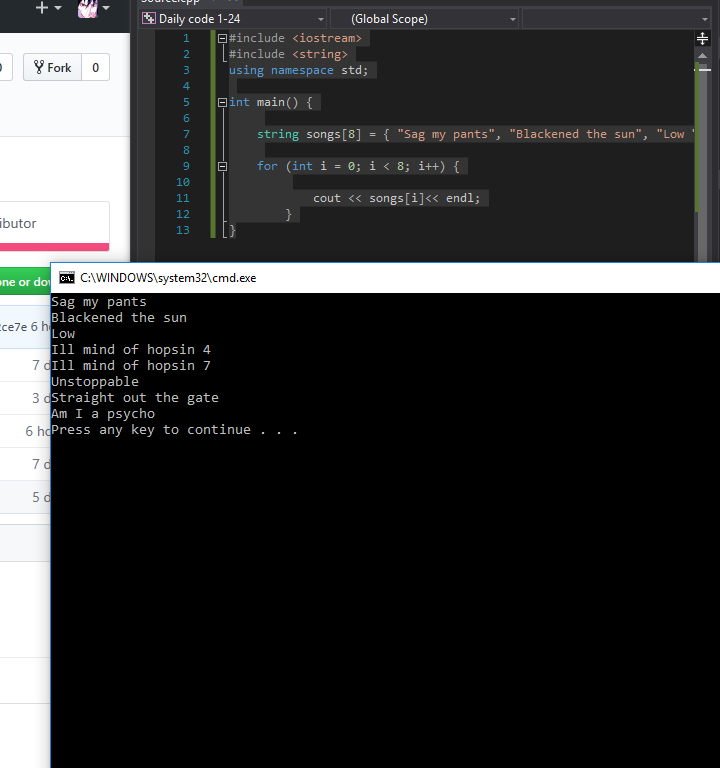 Source.cpp
Daily code 1-24
(Global Scope)
Fork 0
1 #include <iostream>
2 #include <string>
3 using namespace std;
4
5 int main() {
6
7 string songs[8] = { "Sag my pants", "Blackened the sun", "Low
8
9 for (int i = 0; i < 8; i++) {
10
11 cout << songs[i]<< endl;
12 }
13 }
ibutor
one or do
ce7e 6 h
7 d
3 d
6 ho
7 d
5 d
C:\WINDOWS\system32\cmd.exe
Sag my pants
Blackened the sun
Low
Ill mind of hopsin 4
Ill mind of hopsin 7
Unstoppable
Straight out the gate
Am I a psycho
Press any key to continue . . .